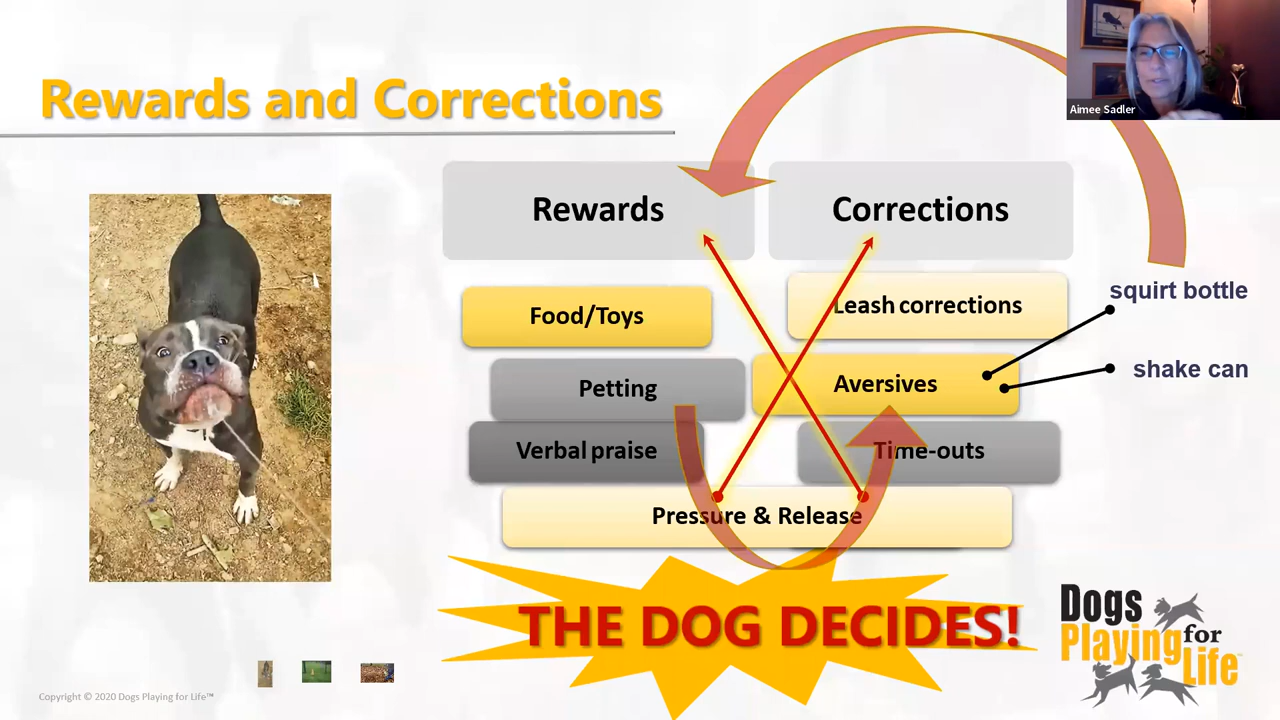 Rewards and Corrections
Aimee Sadler
Rewards
Corrections
Food/Toys
Leash corrections
squirt bottle
Petting
Aversives
shake can
Verbal praise
Time-outs
Pressure & Release
THE DOG DECIDES!
Dogs
Playing for
Life™
Copyright © 2020 Dogs Playing for Life™